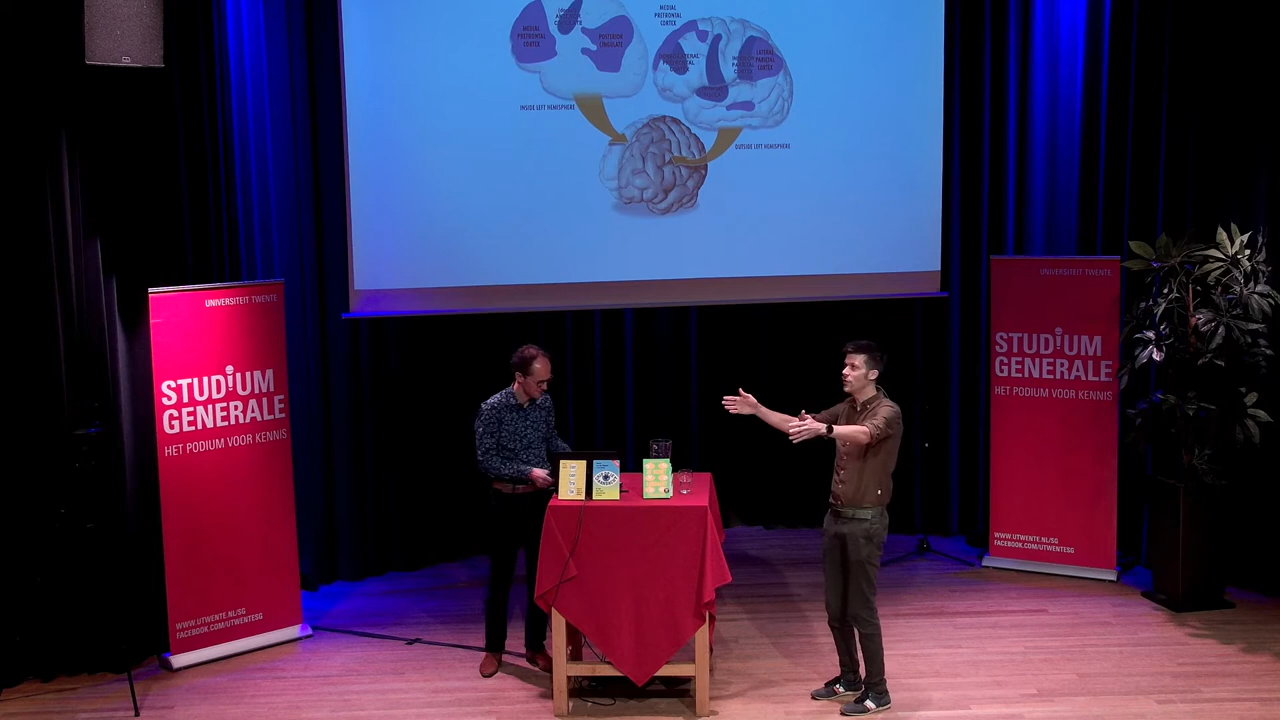 MEDIAL
PREFRONTAL
CORTEX
POSTERIOR
CINGULATE
INSIDE LEFT HEMISPHERE
MEDIAL
PREFRONTAL
CORTEX
LATERAL
PARIETAL
CORTEX
OUTSIDE LEFT HEMISPHERE
UNIVERSITEIT TWENTE
STUDIUM
GENERALE
HET PODIUM VOOR KENNIS
WWW.UTWENTE.NL/SG
FACEBOOK.COM/UTWENTESG
UNIVERSITEIT TWENTE
STUDIUM
GENERALE
HET PODIUM VOOR KENNIS
WWW.UTWENTE.NL/SG
FACEBOOK.COM/UTWENTESG